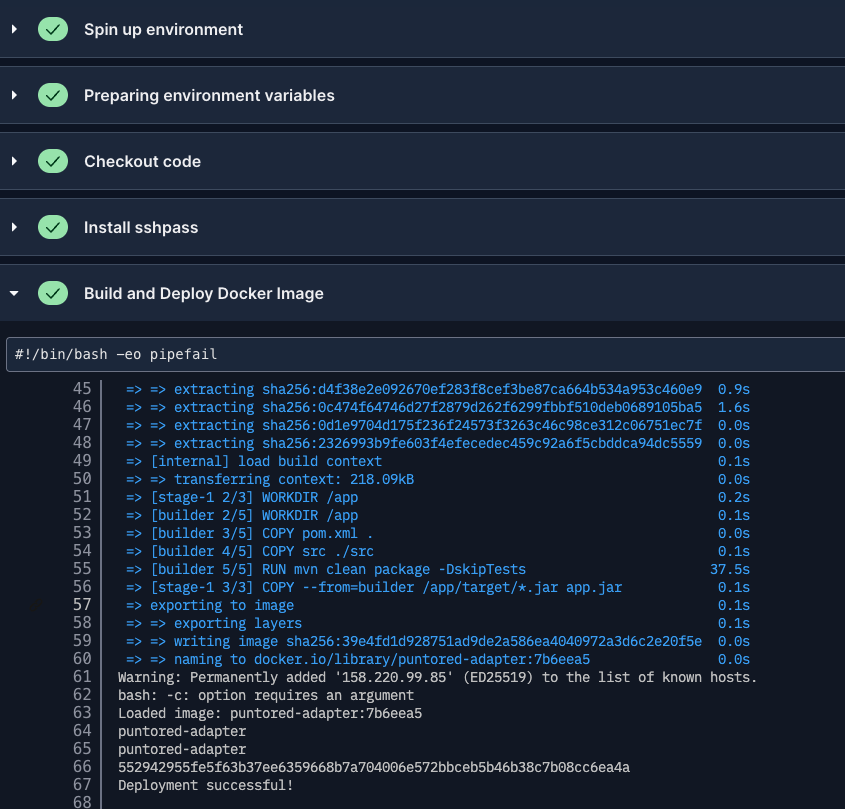 Spin up environment
Preparing environment variables
Checkout code
Install sshpass
Build and Deploy Docker Image
#!/bin/bash -eo pipefail
45 => => extracting sha256:d4f38e2e092670ef283f8cef3be87ca664b534a953c460e9 0.9s
46 => => extracting sha256:0c474f64746d27f2879d262f6299fbbf510deb0689105ba5 1.6s
47 => => extracting sha256:0d1e9704d175f236f24573f3263c46c98ce312c06751ec7f 0.0s
48 => => extracting sha256:2326993b9fe603f4efecedec459c92a6f5cbddca94dc5559 0.0s
49 => [internal] load build context 0.1s
50 => => transferring context: 218.09kB 0.0s
51 => [stage-1 2/3] WORKDIR /app 0.2s
52 => [builder 2/5] WORKDIR /app 0.1s
53 => [builder 3/5] COPY pom.xml . 0.0s
54 => [builder 4/5] COPY src ./src 0.1s
55 => [builder 5/5] RUN mvn clean package -DskipTests 37.5s
56 => [stage-1 3/3] COPY --from=builder /app/target/*.jar app.jar 0.1s
57 => exporting to image 0.1s
58 => => exporting layers 0.1s
59 => => writing image sha256:39e4fd1d928751ad9de2a586ea4040972a3d6c2e20f5e 0.0s
60 => => naming to docker.io/library/puntored-adapter:7b6eea5 0.0s
61 Warning: Permanently added '158.220.99.85' (ED25519) to the list of known hosts.
62 bash: -c: option requires an argument
63 Loaded image: puntored-adapter:7b6eea5
64 puntored-adapter
65 puntored-adapter
66 552942955fe5f63b37ee6359668b7a704006e572bbceb5b46b38c7b08cc6ea4a
67 Deployment successful!
68